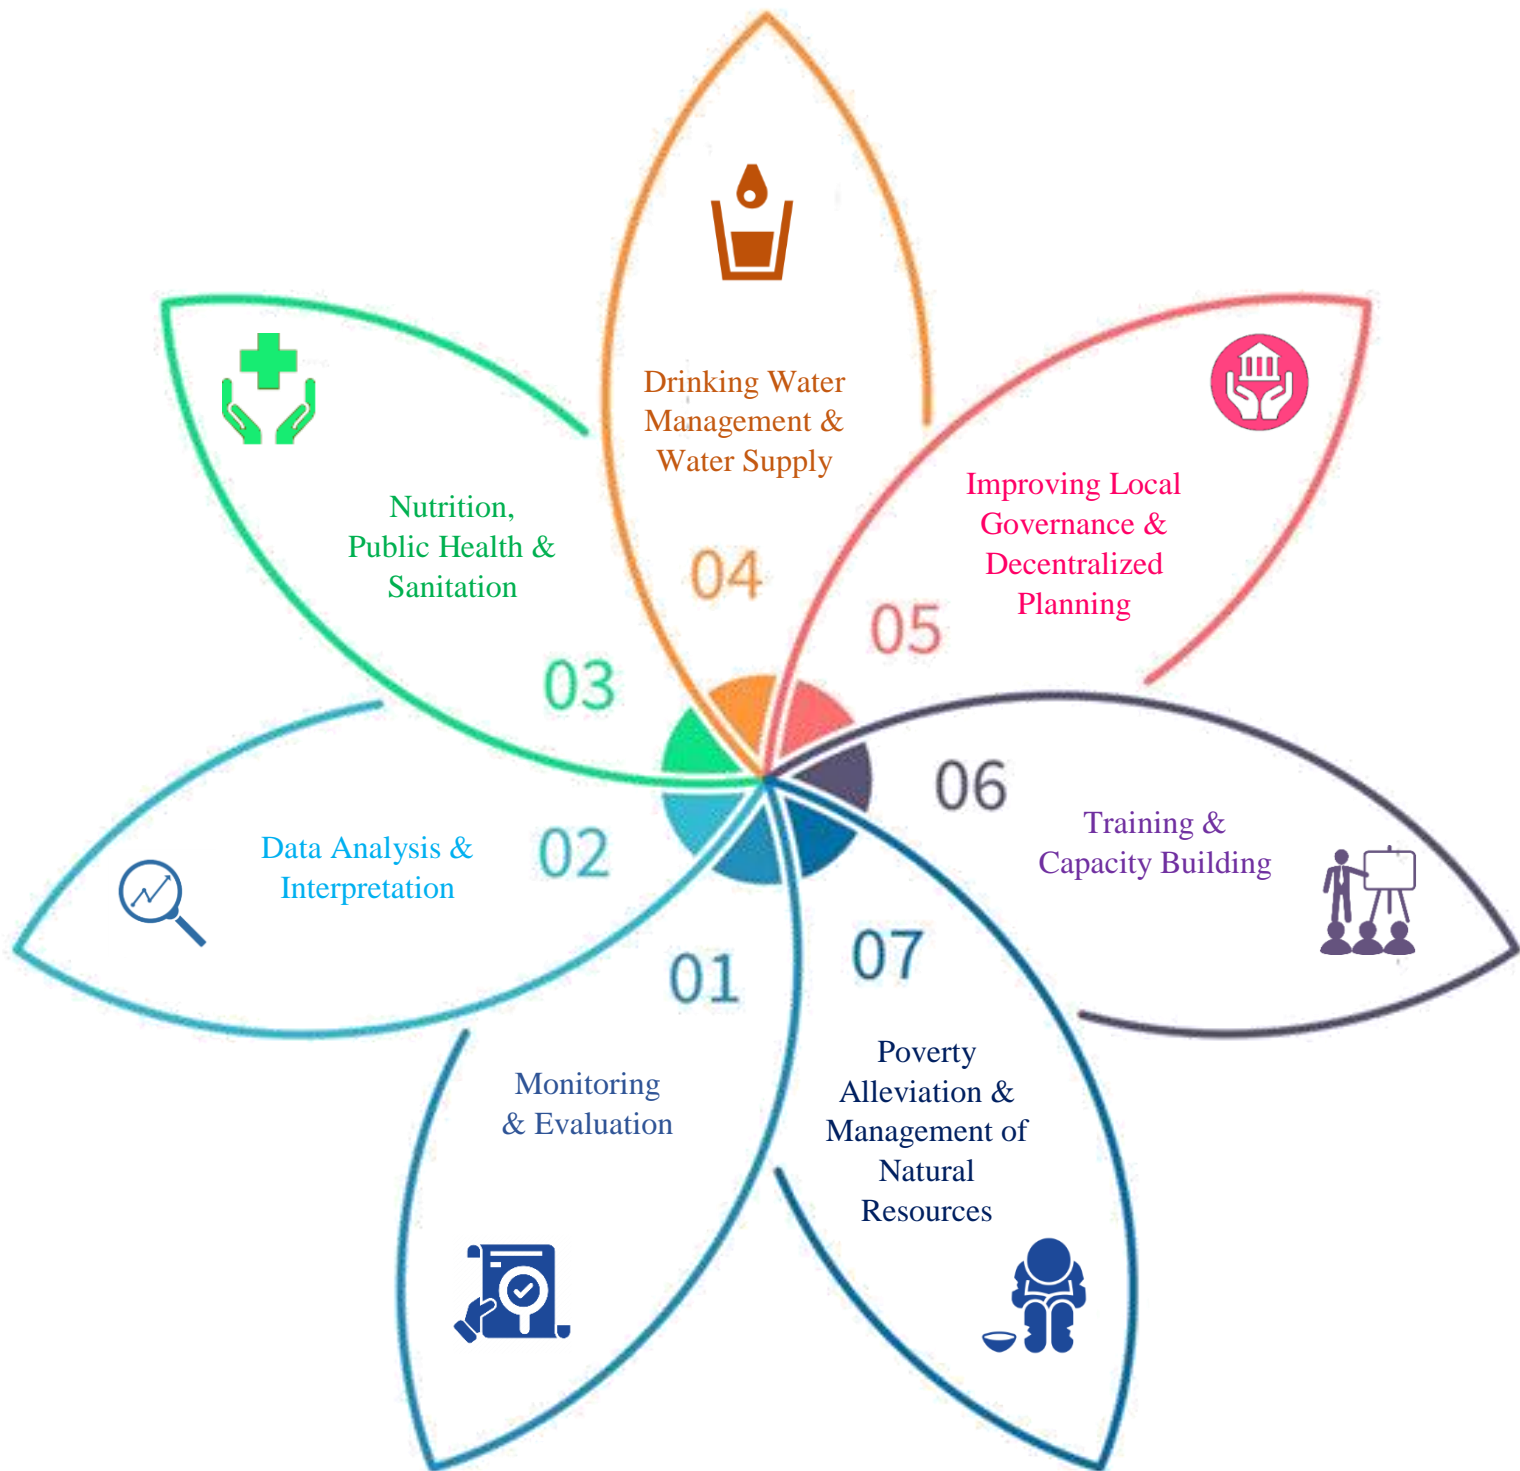 Drinking Water
Management &
Water Supply
04
Nutrition,
Public Health &
Sanitation
03
Improving Local
Governance &
Decentralized
Planning
05
Data Analysis &
Interpretation
02
06
Training &
Capacity Building
01
Monitoring
& Evaluation
07
Poverty
Alleviation &
Management of
Natural
Resources